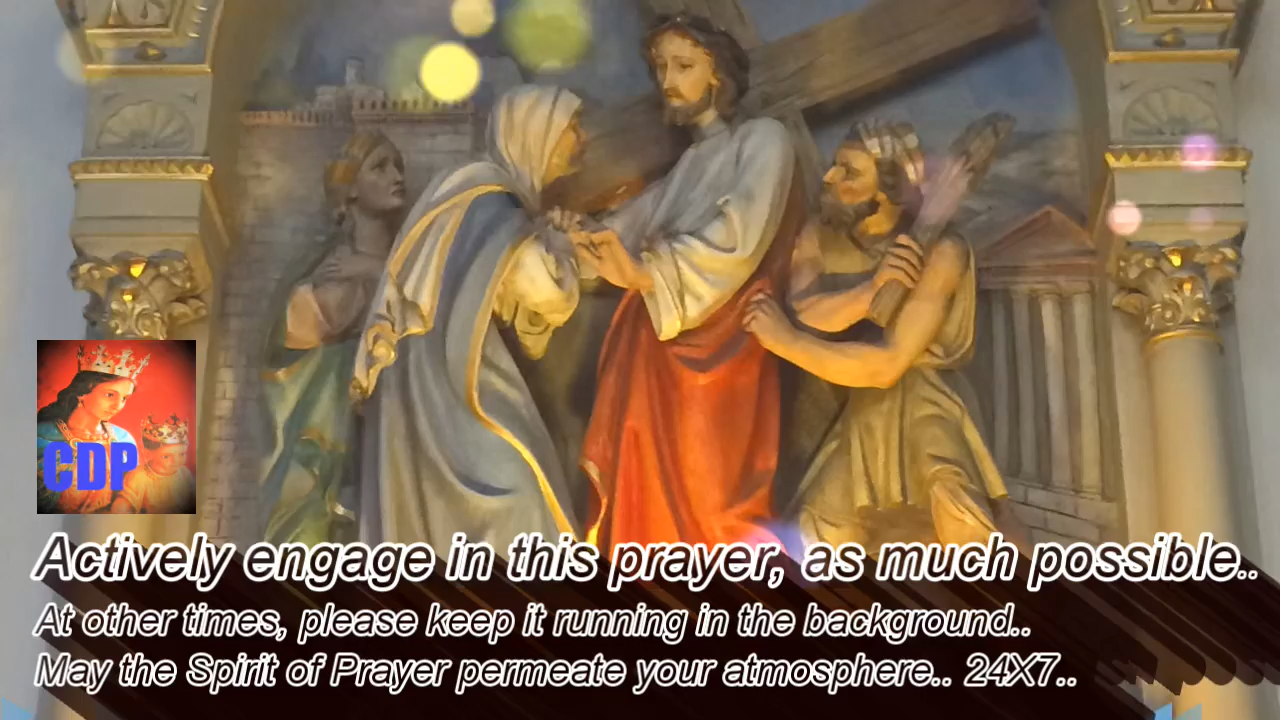 CDP
Actively engage in this prayer, as much possible..
At other times, please keep it running in the background..
May the Spirit of Prayer permeate your atmosphere.. 24X7..